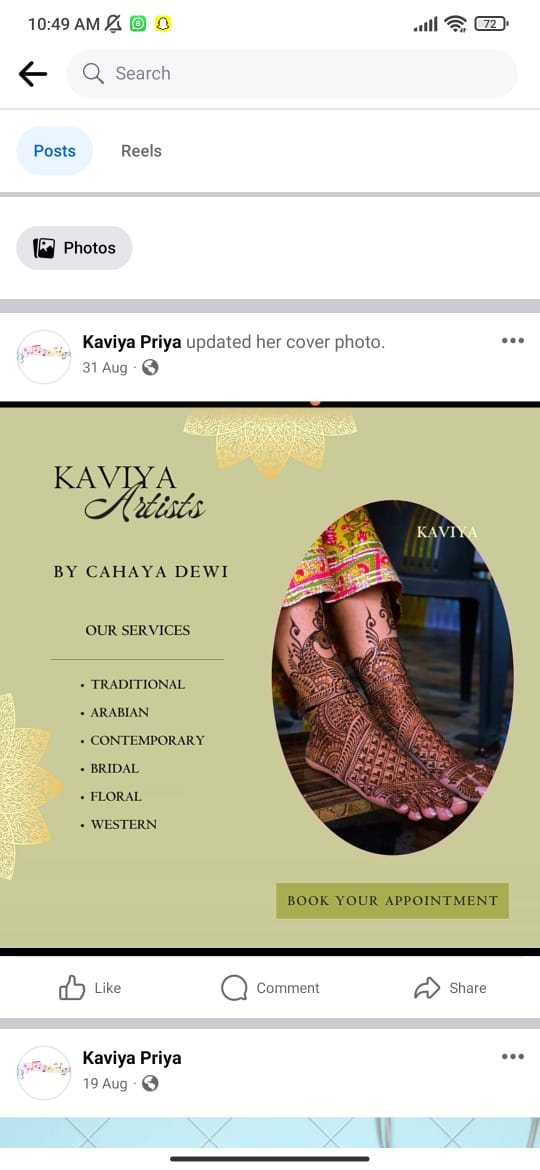 10:49 AM
72
Search
Posts
Reels
Photos
Kaviya Priya updated her cover photo.
31 Aug ·
KAVIYA
Artists
BY CAHAYA DEWI
OUR SERVICES
• TRADITIONAL
• ARABIAN
• CONTEMPORARY
• BRIDAL
• FLORAL
• WESTERN
KAVIYA
BOOK YOUR APPOINTMENT
Like
Comment
Share
Kaviya Priya
19 Aug ·